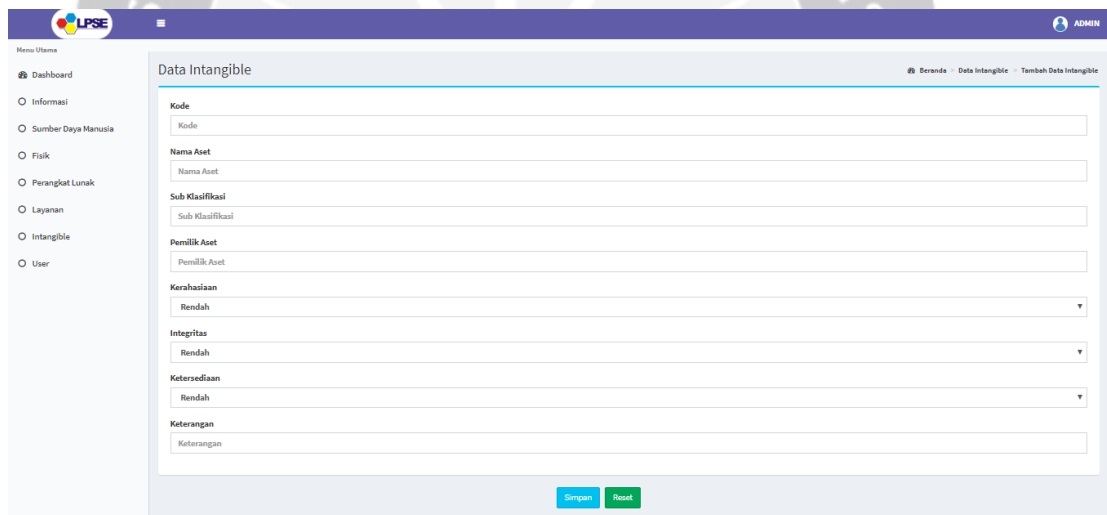 LPSE
ADMIN
Menu Utama
Dashboard
Informasi
Sumber Daya Manusia
Fisik
Perangkat Lunak
Layanan
Intangible
User
Data Intangible
Beranda > Data Intangible > Tambah Data Intangible
Kode
Kode
Nama Aset
Nama Aset
Sub Klasifikasi
Sub Klasifikasi
Pemilik Aset
Pemilik Aset
Kerahasiaan
Rendah
Integritas
Rendah
Ketersediaan
Rendah
Keterangan
Keterangan
Simpan Reset